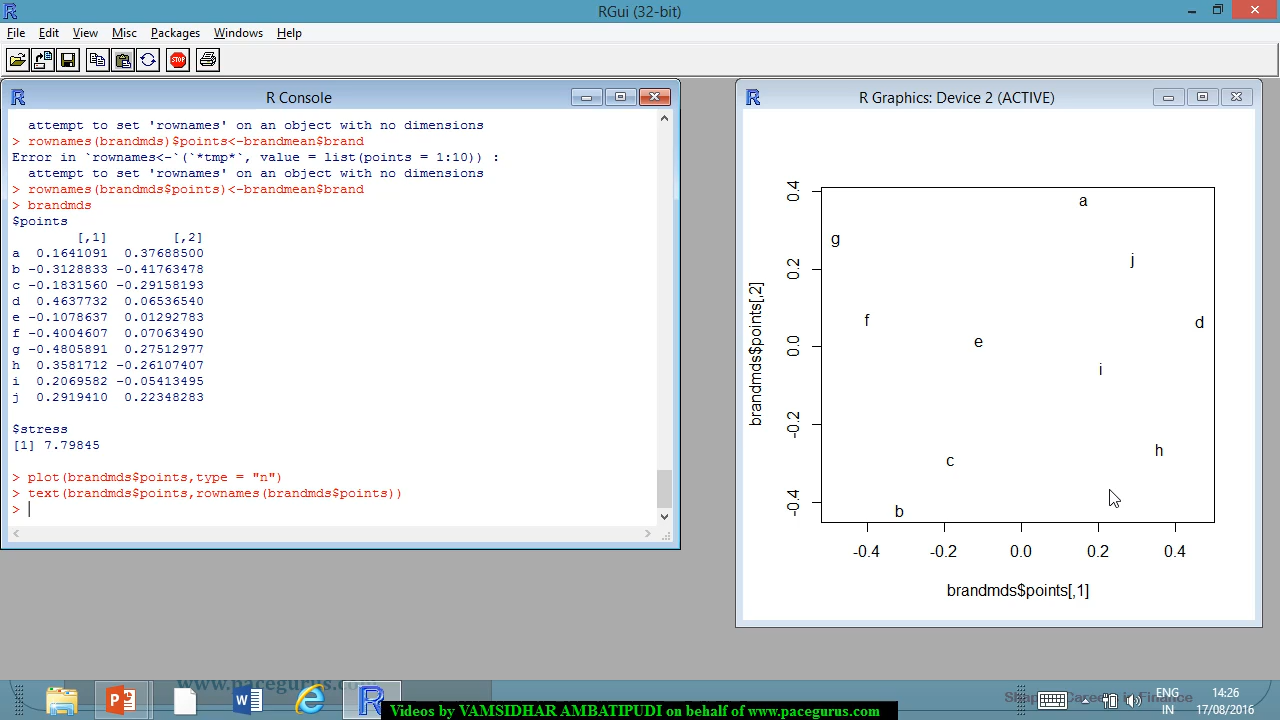 RGui (32-bit)
File Edit View Misc Packages Windows Help
STOP
R Console
attempt to set 'rownames' on an object with no dimensions
> rownames(brandmds)$points<-brandmean$brand
Error in `rownames<-`(`*tmp*`, value = list(points = 1:10)) :
attempt to set 'rownames' on an object with no dimensions
> rownames(brandmds$points)<-brandmean$brand
> brandmds
$points
[,1] [,2]
a 0.1641091 0.37688500
b -0.3128833 -0.41763478
c -0.1831560 -0.29158193
d 0.4637732 0.06536540
e -0.1078637 0.01292783
f -0.4004607 0.07063490
g -0.4805891 0.27512977
h 0.3581712 -0.26107407
i 0.2069582 -0.05413495
j 0.2919410 0.22348283
$stress
[1] 7.79845
> plot(brandmds$points,type = "n")
> text(brandmds$points,rownames(brandmds$points))
>
R Graphics: Device 2 (ACTIVE)
brandmds$points[,2]
0.4
0.2
0.0
-0.2
-0.4
a
g
j
f
d
e
i
h
c
b
-0.4 -0.2 0.0 0.2 0.4
brandmds$points[,1]
www.pacegurus.com
ENG
IN
14:26
17/08/2016
Videos by VAMSIDHAR AMBATIPUDI on behalf of www.pacegurus.com